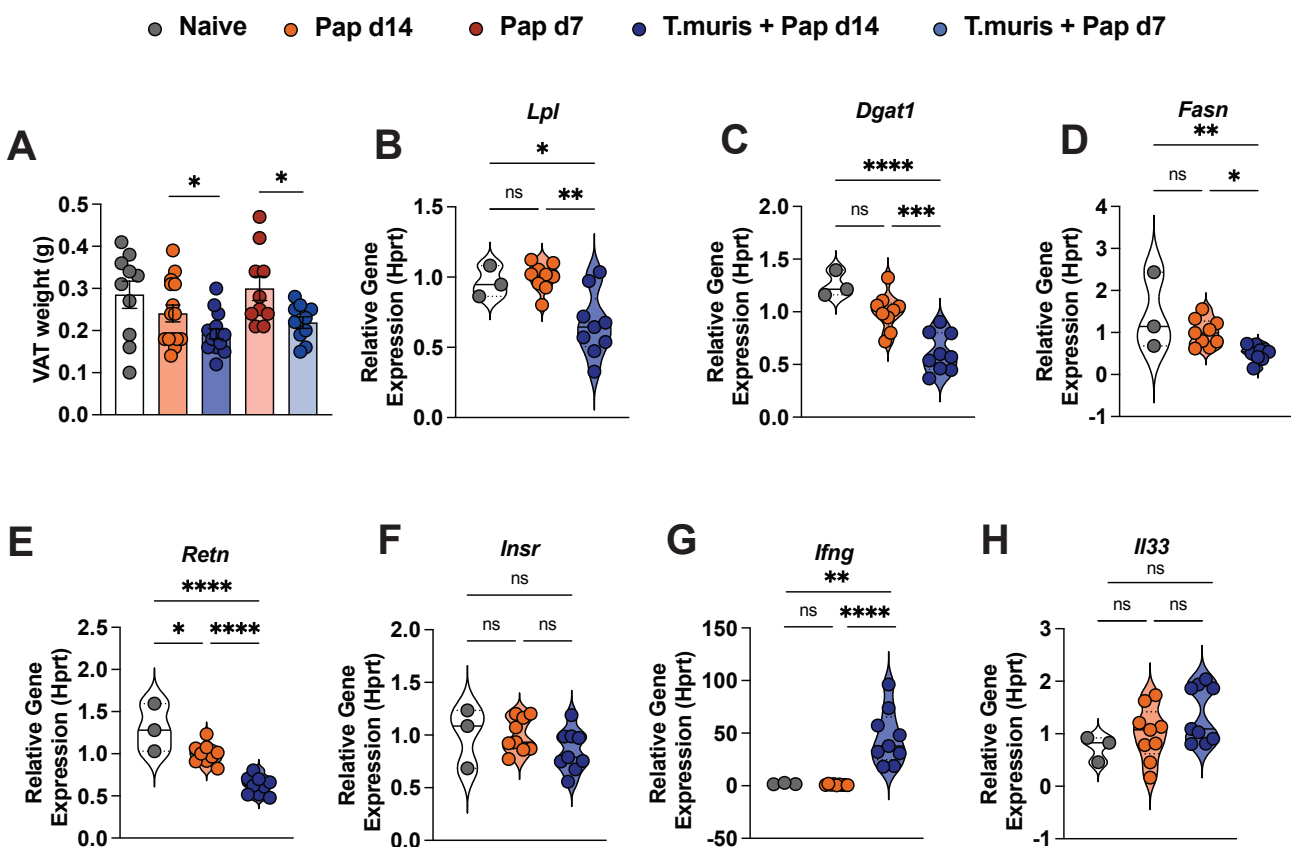 Naive Pap d14 Pap d7 T.muris + Pap d14 T.muris + Pap d7
A
VAT weight (g)
0.5
0.4
0.3
0.2
0.1
0.0
*
*
B
Lpl
Relative Gene
Expression (Hprt)
1.5
1.0
0.5
0.0
*
ns
**
C
Dgat1
Relative Gene
Expression (Hprt)
2.0
1.5
1.0
0.5
0.0
****
ns
***
D
Fasn
Relative Gene
Expression (Hprt)
4
3
2
1
0
-1
**
ns
*
E
Retn
Relative Gene
Expression (Hprt)
2.5
2.0
1.5
1.0
0.5
0.0
****
*
****
F
Insr
Relative Gene
Expression (Hprt)
2.0
1.5
1.0
0.5
0.0
ns
ns
ns
G
Ifng
Relative Gene
Expression (Hprt)
150
100
50
0
-50
**
ns
****
H
Il33
Relative Gene
Expression (Hprt)
3
2
1
0
-1
ns
ns
ns